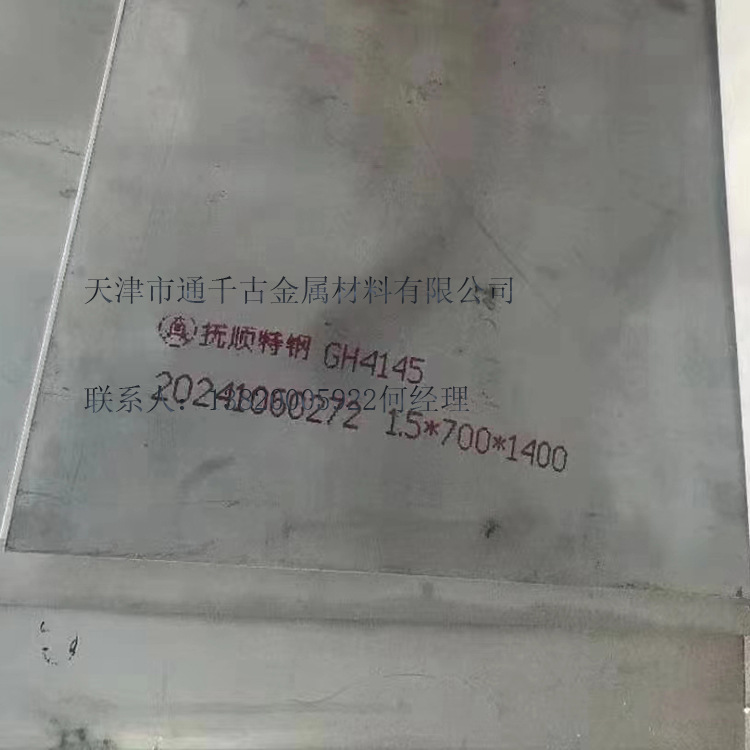 天津市通千古金属材料有限公司
抚顺特钢 GH4145
联系人: 何经理
20241060272 1.5*700*1400